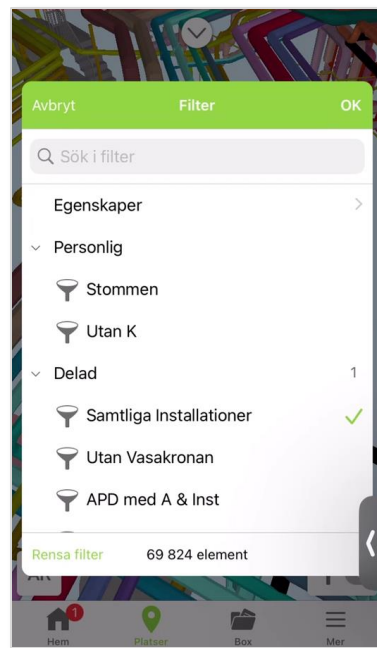 Avbryt Filter OK
Sök i filter
Egenskaper
Personlig
Stommen
Utan K
Delad 1
Samtliga Installationer
Utan Vasakronan
APD med A & Inst
Rensa filter 69 824 element
1
Hem Platser Box Mer